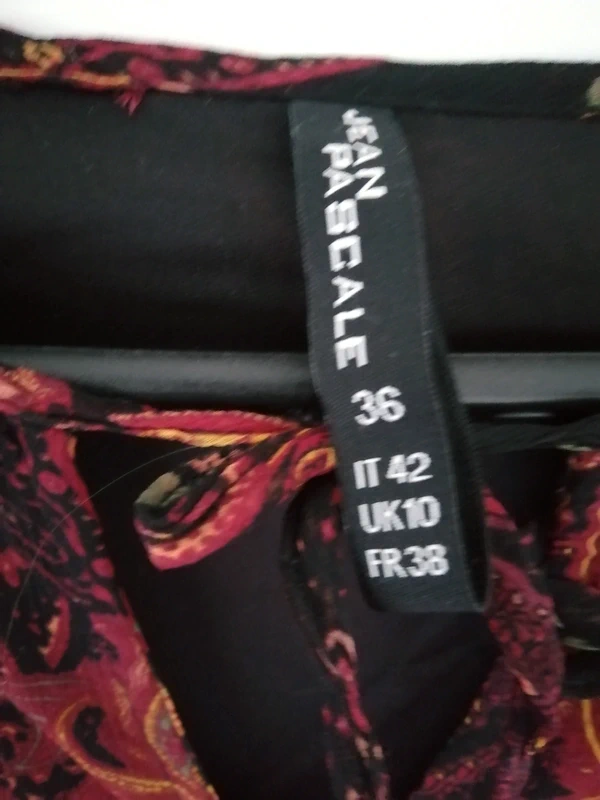 JEAN
PASCALE
36
IT 42
UK10
FR38